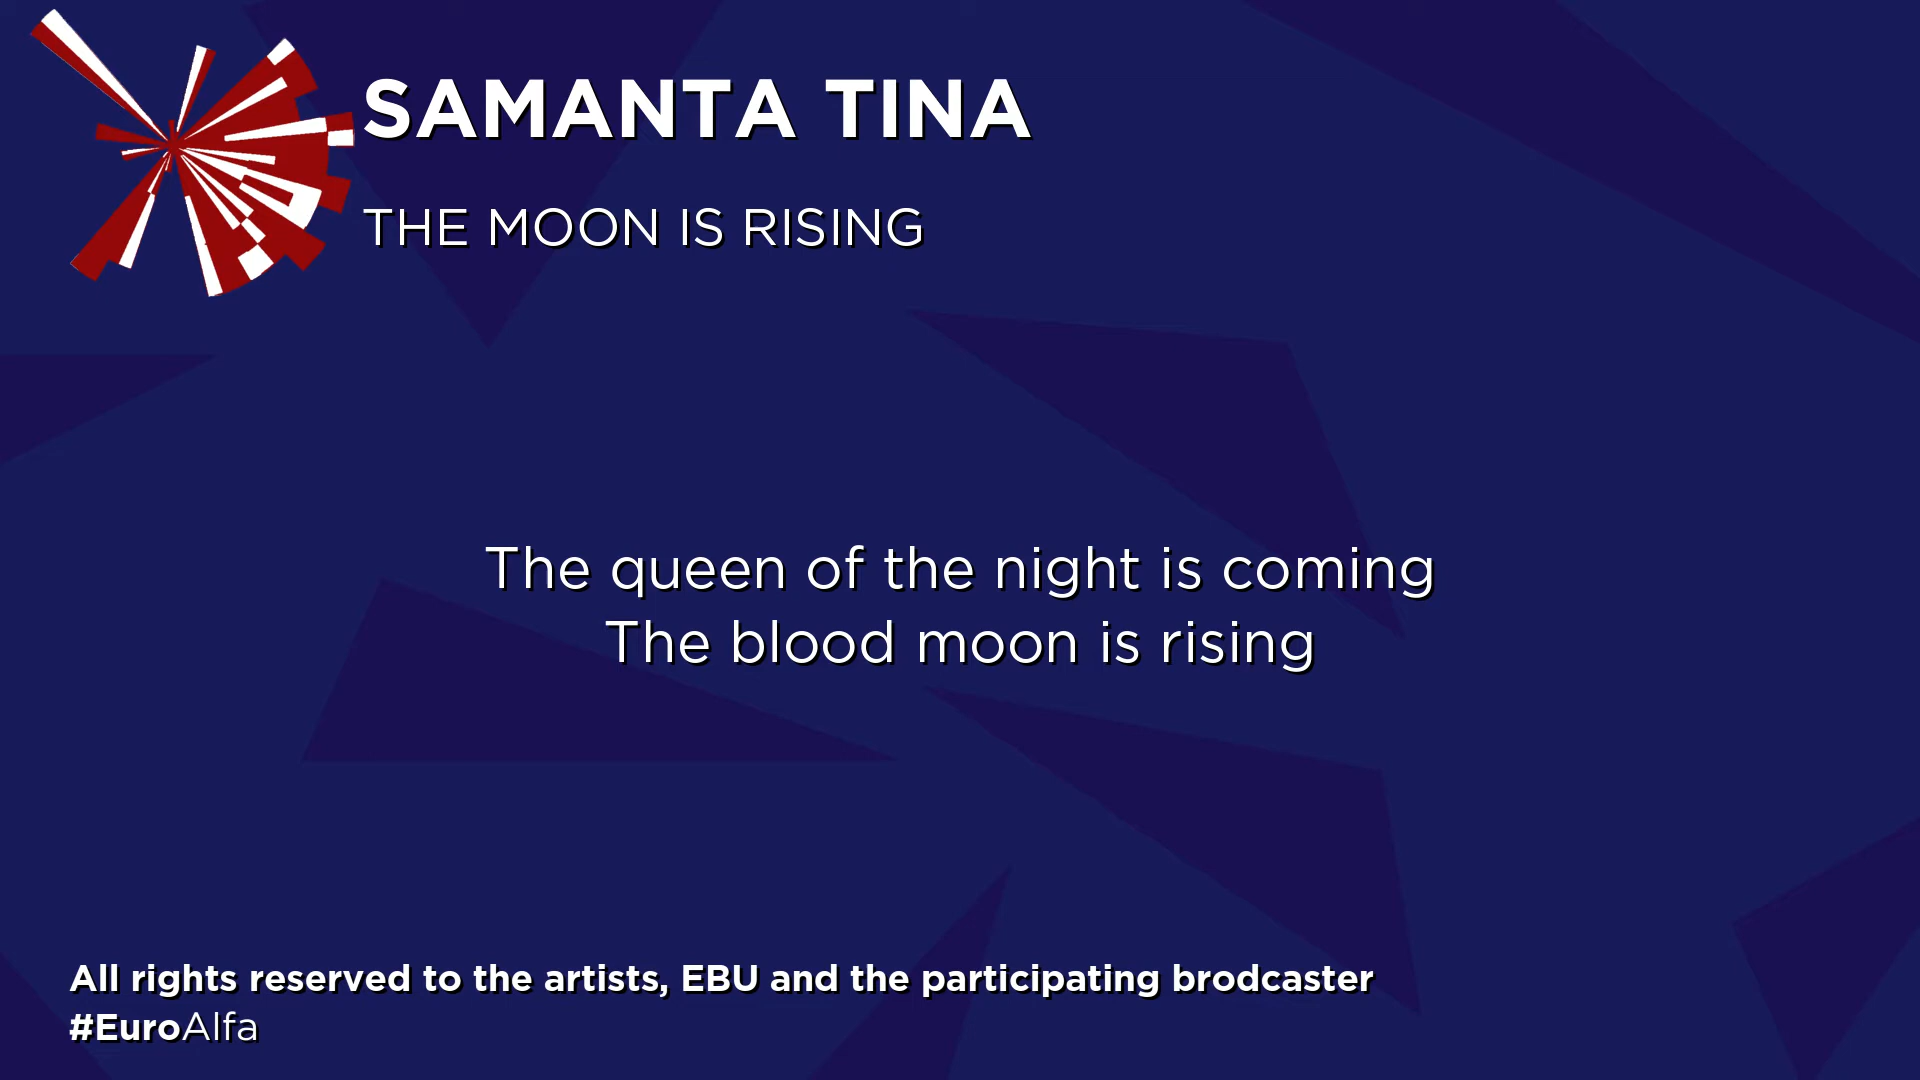 SAMANTA TINA
THE MOON IS RISING
The queen of the night is coming
The blood moon is rising
All rights reserved to the artists, EBU and the participating brodcaster
#EuroAlfa